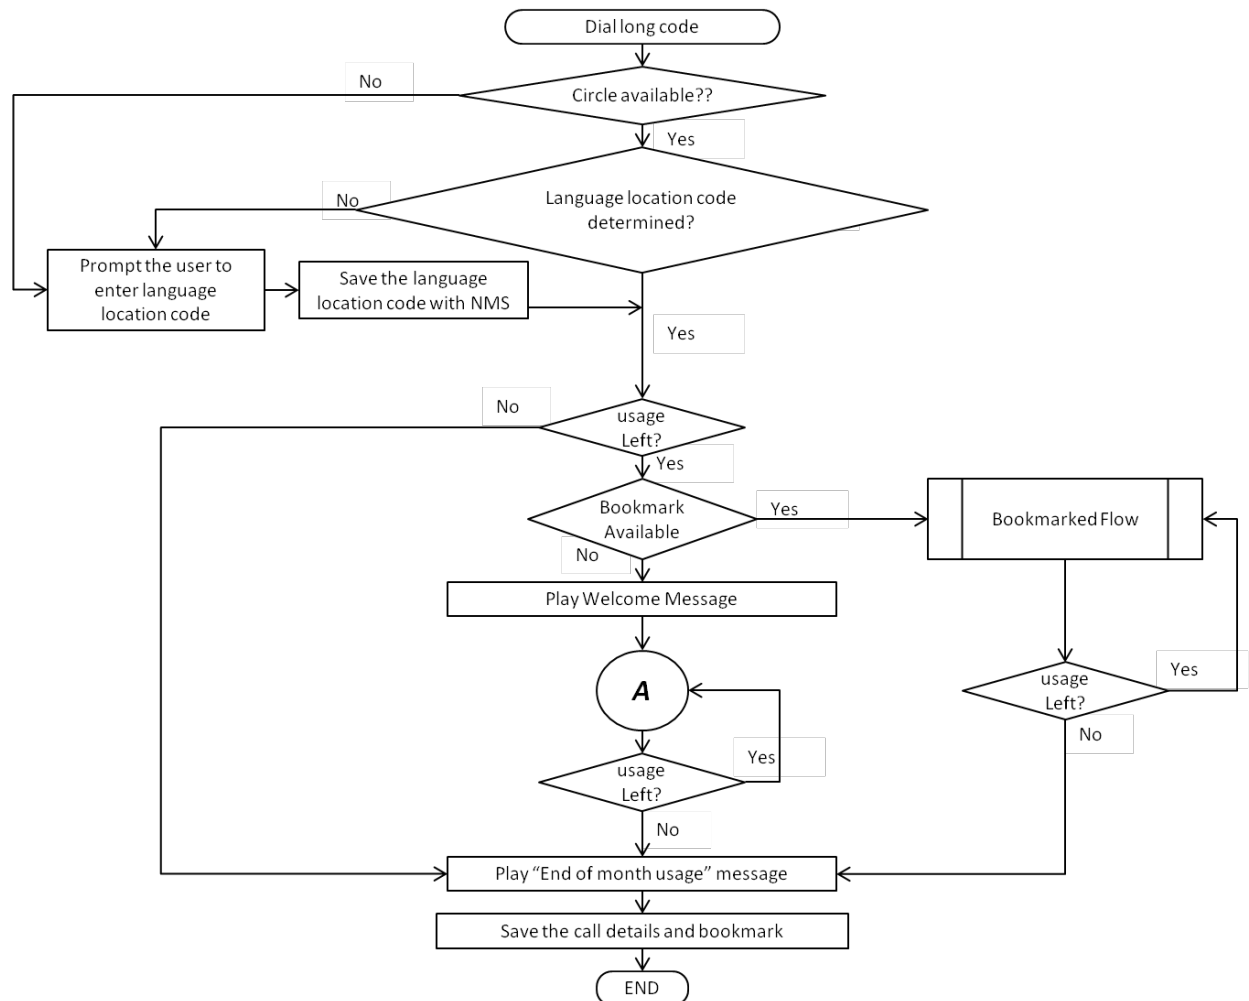 Dial long code
No
Circle available??
Yes
No
Language location code
determined?
Prompt the user to
enter language
location code
Save the language
location code with NMS
Yes
No
usage
Left?
Yes
Bookmark
Available
Yes
Bookmarked Flow
No
Play Welcome Message
A
usage
Left?
Yes
No
usage
Left?
Yes
No
Play “End of month usage” message
Save the call details and bookmark
END